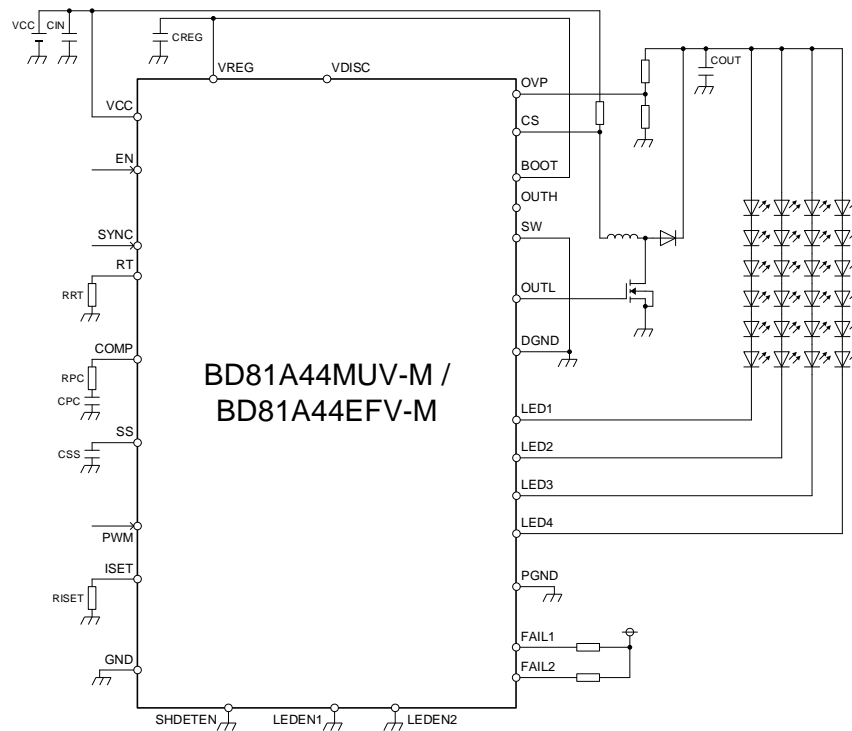 VCC
CIN
CREG
VREG
VDISC
COUT
OVP
VCC
CS
EN
BOOT
OUTH
SYNC
SW
RT
RRT
OUTL
COMP
DGND
RPC
CPC
BD81A44MUV-M /
BD81A44EFV-M
LED1
SS
CSS
LED2
LED3
LED4
PWM
ISET
PGND
RISET
FAIL1
GND
FAIL2
SHDETEN
LEDEN1
LEDEN2